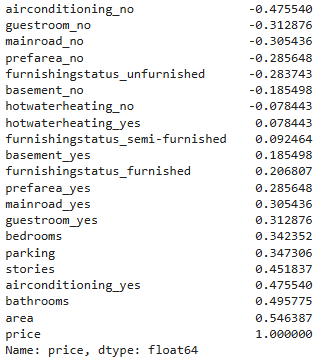 airconditioning_no -0.475540
guestroom_no -0.312876
mainroad_no -0.305436
prefarea_no -0.285648
furnishingstatus_unfurnished -0.283743
basement_no -0.185498
hotwaterheating_no -0.078443
hotwaterheating_yes 0.078443
furnishingstatus_semi-furnished 0.092464
basement_yes 0.185498
furnishingstatus_furnished 0.206807
prefarea_yes 0.285648
mainroad_yes 0.305436
guestroom_yes 0.312876
bedrooms 0.342352
parking 0.347306
stories 0.451837
airconditioning_yes 0.475540
bathrooms 0.495775
area 0.546387
price 1.000000
Name: price, dtype: float64